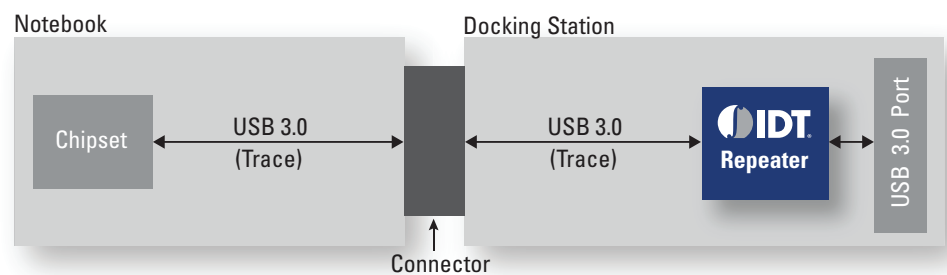 Notebook
Docking Station
Chipset
USB 3.0
(Trace)
USB 3.0
(Trace)
IDT
Repeater
USB 3.0 Port
Connector